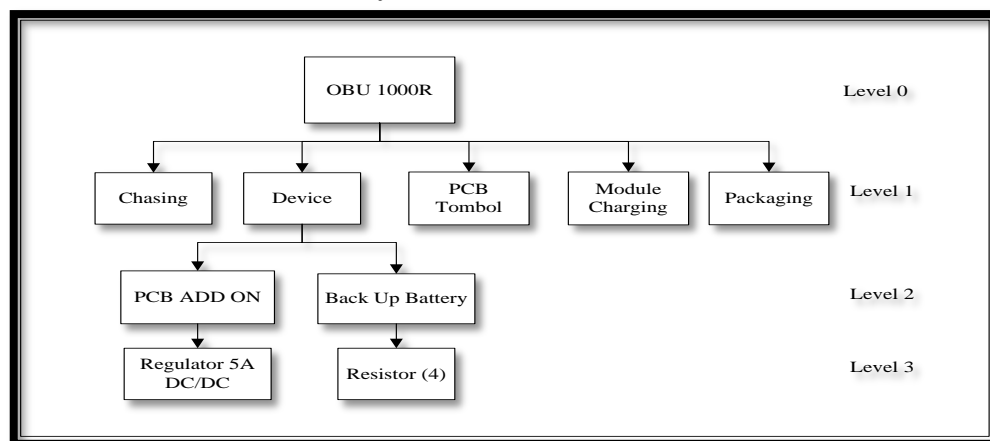 OBU 1000R
Level 0
Chasing
Device
PCB
Tombol
Module
Charging
Packaging
Level 1
PCB ADD ON
Back Up Battery
Level 2
Regulator 5A
DC/DC
Resistor (4)
Level 3